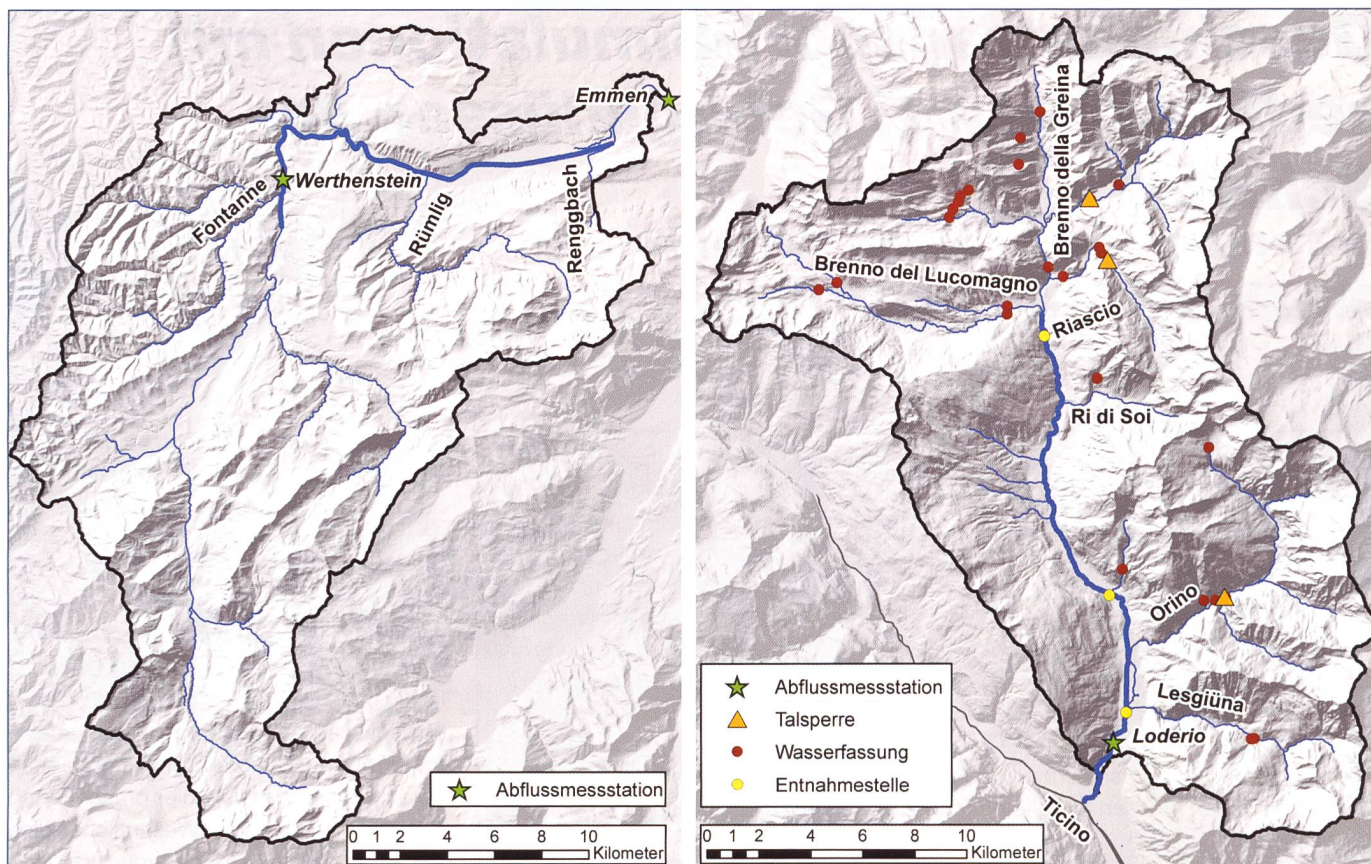 Emmen
Werthenstein
Fontanne
Rümlig
Renggbach
Abflussmessstation
0 2 4 6 8 10
Kilometer
Brenno della Greina
Brenno del Lucomagno
Riascio
Ri di Soi
Orino
Lesgiüna
Loderio
Ticino
Abflussmessstation
Talsperre
Wasserfassung
Entnahmestelle
0 1 2 4 6 8 10
Kilometer